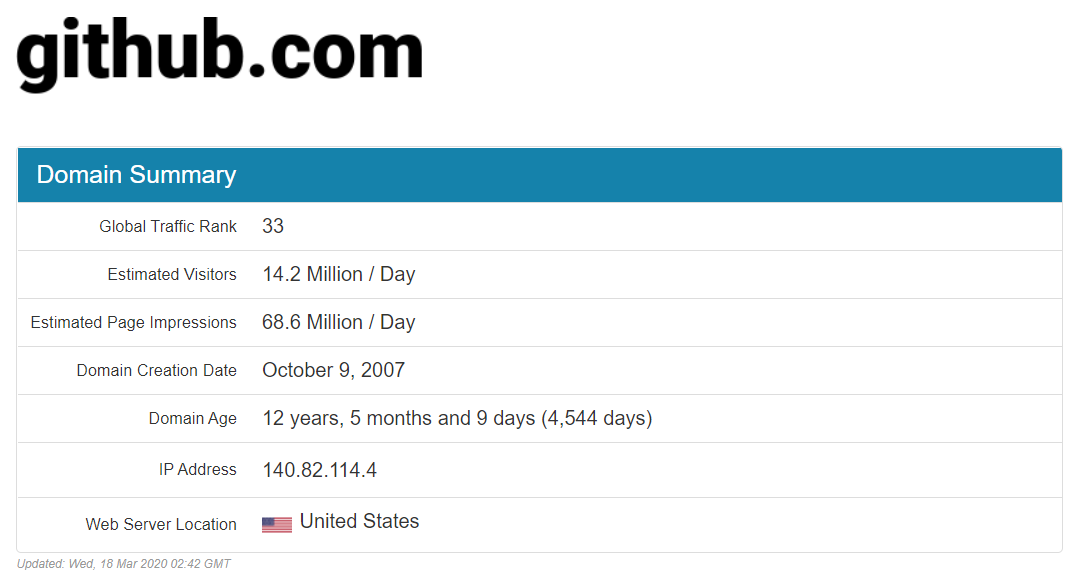 github.com
Domain Summary
Global Traffic Rank 33
Estimated Visitors 14.2 Million / Day
Estimated Page Impressions 68.6 Million / Day
Domain Creation Date October 9, 2007
Domain Age 12 years, 5 months and 9 days (4,544 days)
IP Address 140.82.114.4
Web Server Location United States
Updated: Wed, 18 Mar 2020 02:42 GMT